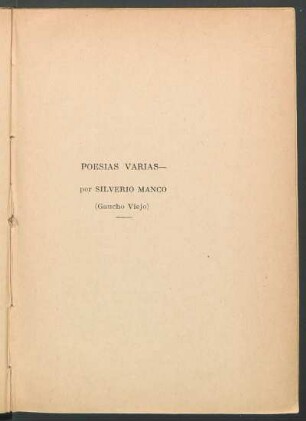 POESIAS VARIAS—
por SILVERIO MANCO
(Gaucho Viejo)